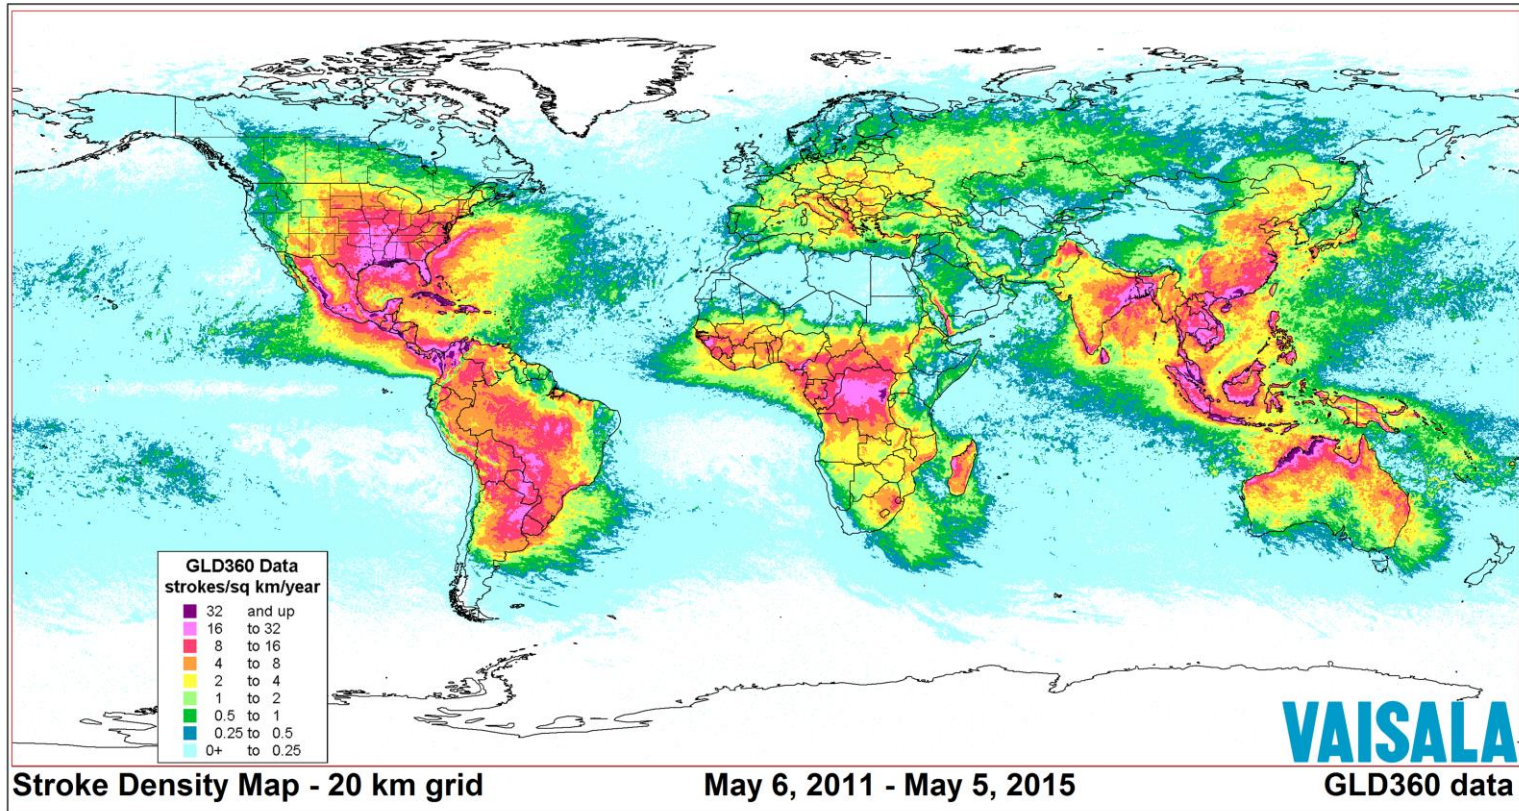 GLD360 Data
strokes/sq km/year
32 and up
16 to 32
8 to 16
4 to 8
2 to 4
1 to 2
0.5 to 1
0.25 to 0.5
0+ to 0.25
VAISALA
Stroke Density Map - 20 km grid
May 6, 2011 - May 5, 2015
GLD360 data